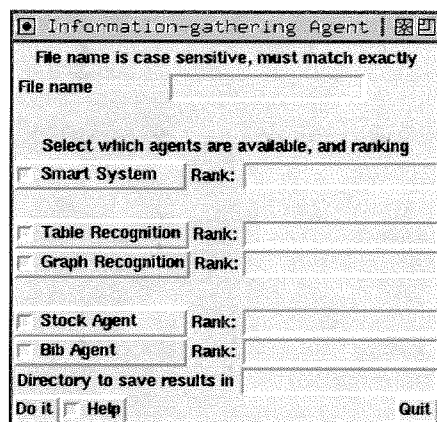 Information-gathering Agent
File name is case sensitive, must match exactly
File name
Select which agents are available, and ranking
Smart System Rank:
Table Recognition Rank:
Graph Recognition Rank:
Stock Agent Rank:
Bib Agent Rank:
Directory to save results in
Do it Help Quit